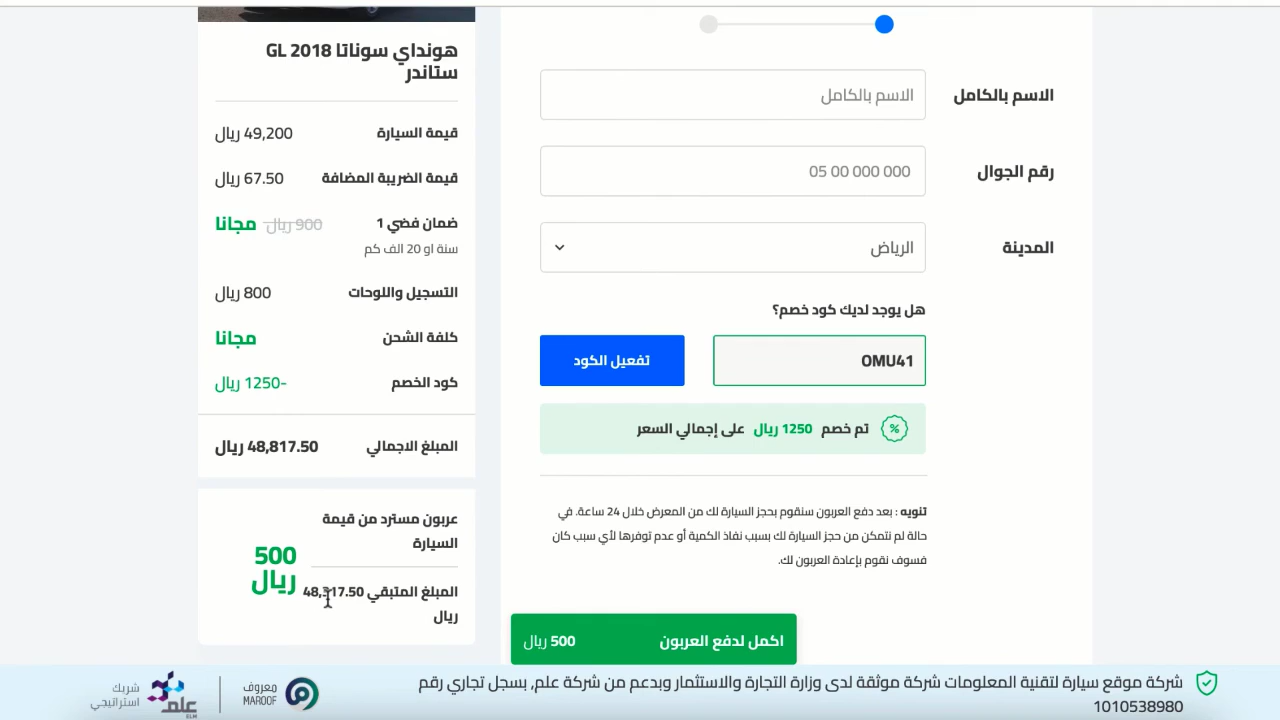 الاسم بالكامل
الاسم بالكامل
رقم الجوال
05 00 000 000
المدينة
الرياض
هل يوجد لديك كود خصم؟
OMU41
تفعيل الكود
تم خصم 1250 ريال على إجمالي السعر
تنويه : بعد دفع العربون سنقوم بحجز السيارة لك من المعرض خلال 24 ساعة. في
حالة لم نتمكن من حجز السيارة لك بسبب نفاذ الكمية أو عدم توفرها لأي سبب كان
فسوف نقوم بإعادة العربون لك.
اكمل لدفع العربون 500 ريال
هونداي سوناتا GL 2018
ستاندر
قيمة السيارة 49,200 ريال
قيمة الضريبة المضافة 67.50 ريال
ضمان فضي 1 900 ريال مجانا
سنة او 20 الف كم
التسجيل واللوحات 800 ريال
كلفة الشحن مجانا
كود الخصم -1250 ريال
المبلغ الاجمالي 48,817.50 ريال
عربون مسترد من قيمة
السيارة
500
ريال
المبلغ المتبقي 48,317.50
ريال
شركة موقع سيارة لتقنية المعلومات شركة موثقة لدى وزارة التجارة والاستثمار وبدعم من شركة علم, بسجل تجاري رقم
1010538980
معروف
MAROOF
علم
ELM
شريك
استراتيجي